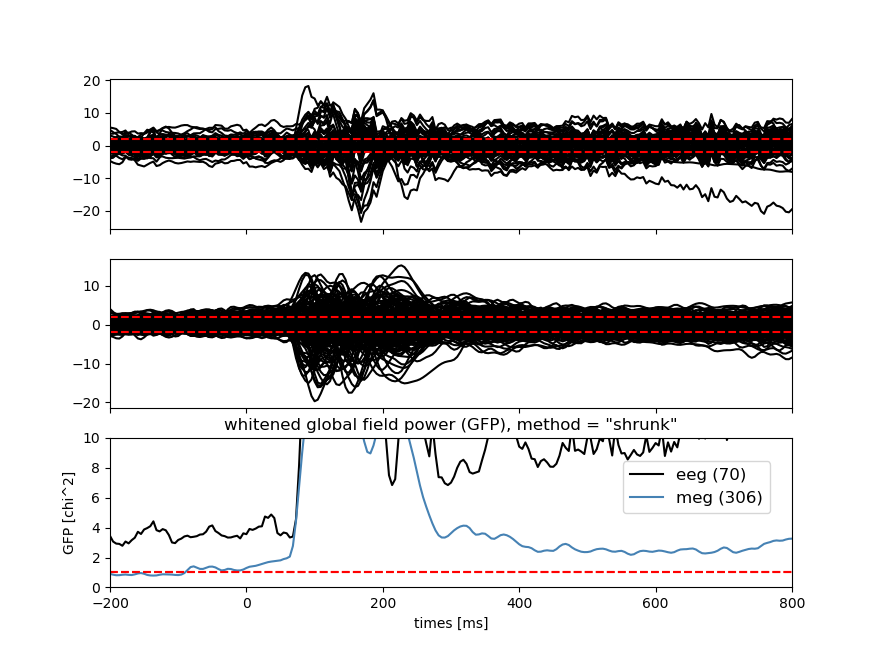 20
10
0
−10
−20
10
0
−10
−20
whitened global field power (GFP), method = "shrunk"
10
8
6
4
2
0
GFP [chi^2]
eeg (70)
meg (306)
−200 0 200 400 600 800
times [ms]